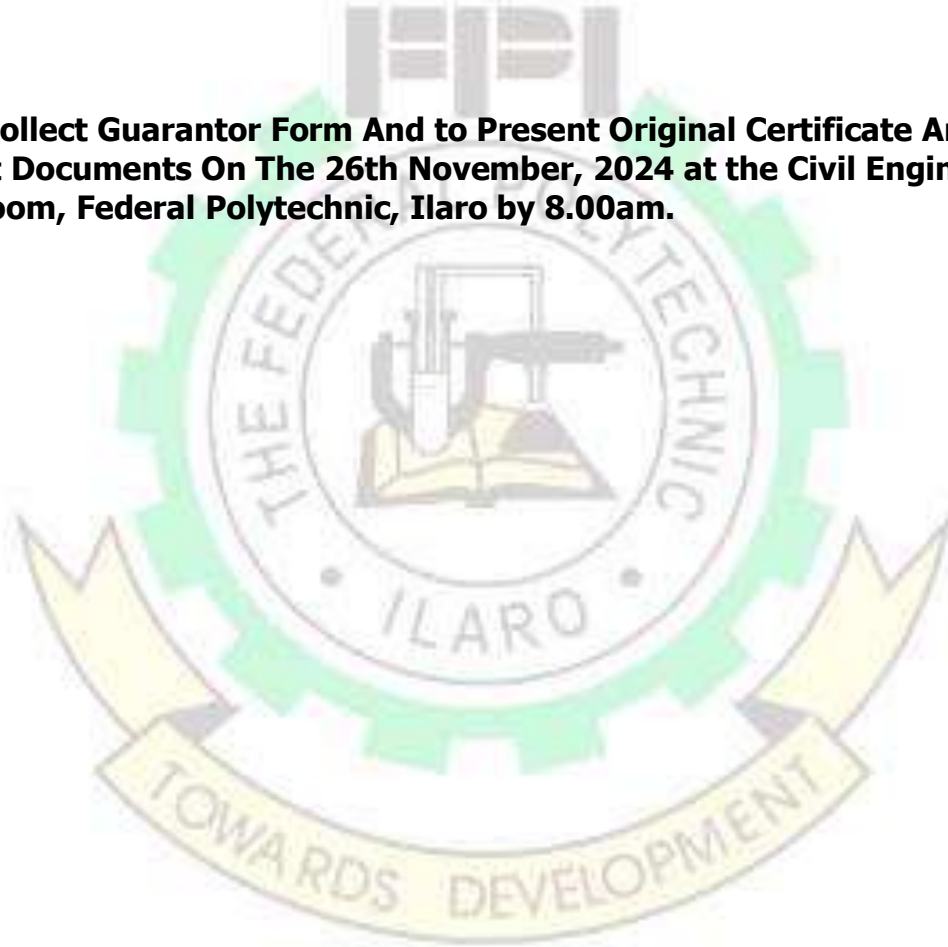 FPI
ollect Guarantor Form And to Present Original Certificate A
t Documents On The 26th November, 2024 at the Civil Engin
oom, Federal Polytechnic, Ilaro by 8.00am.
THE FEDERAL POLYTECHNIC
• ILARO •
TOWARDS DEVELOPMENT